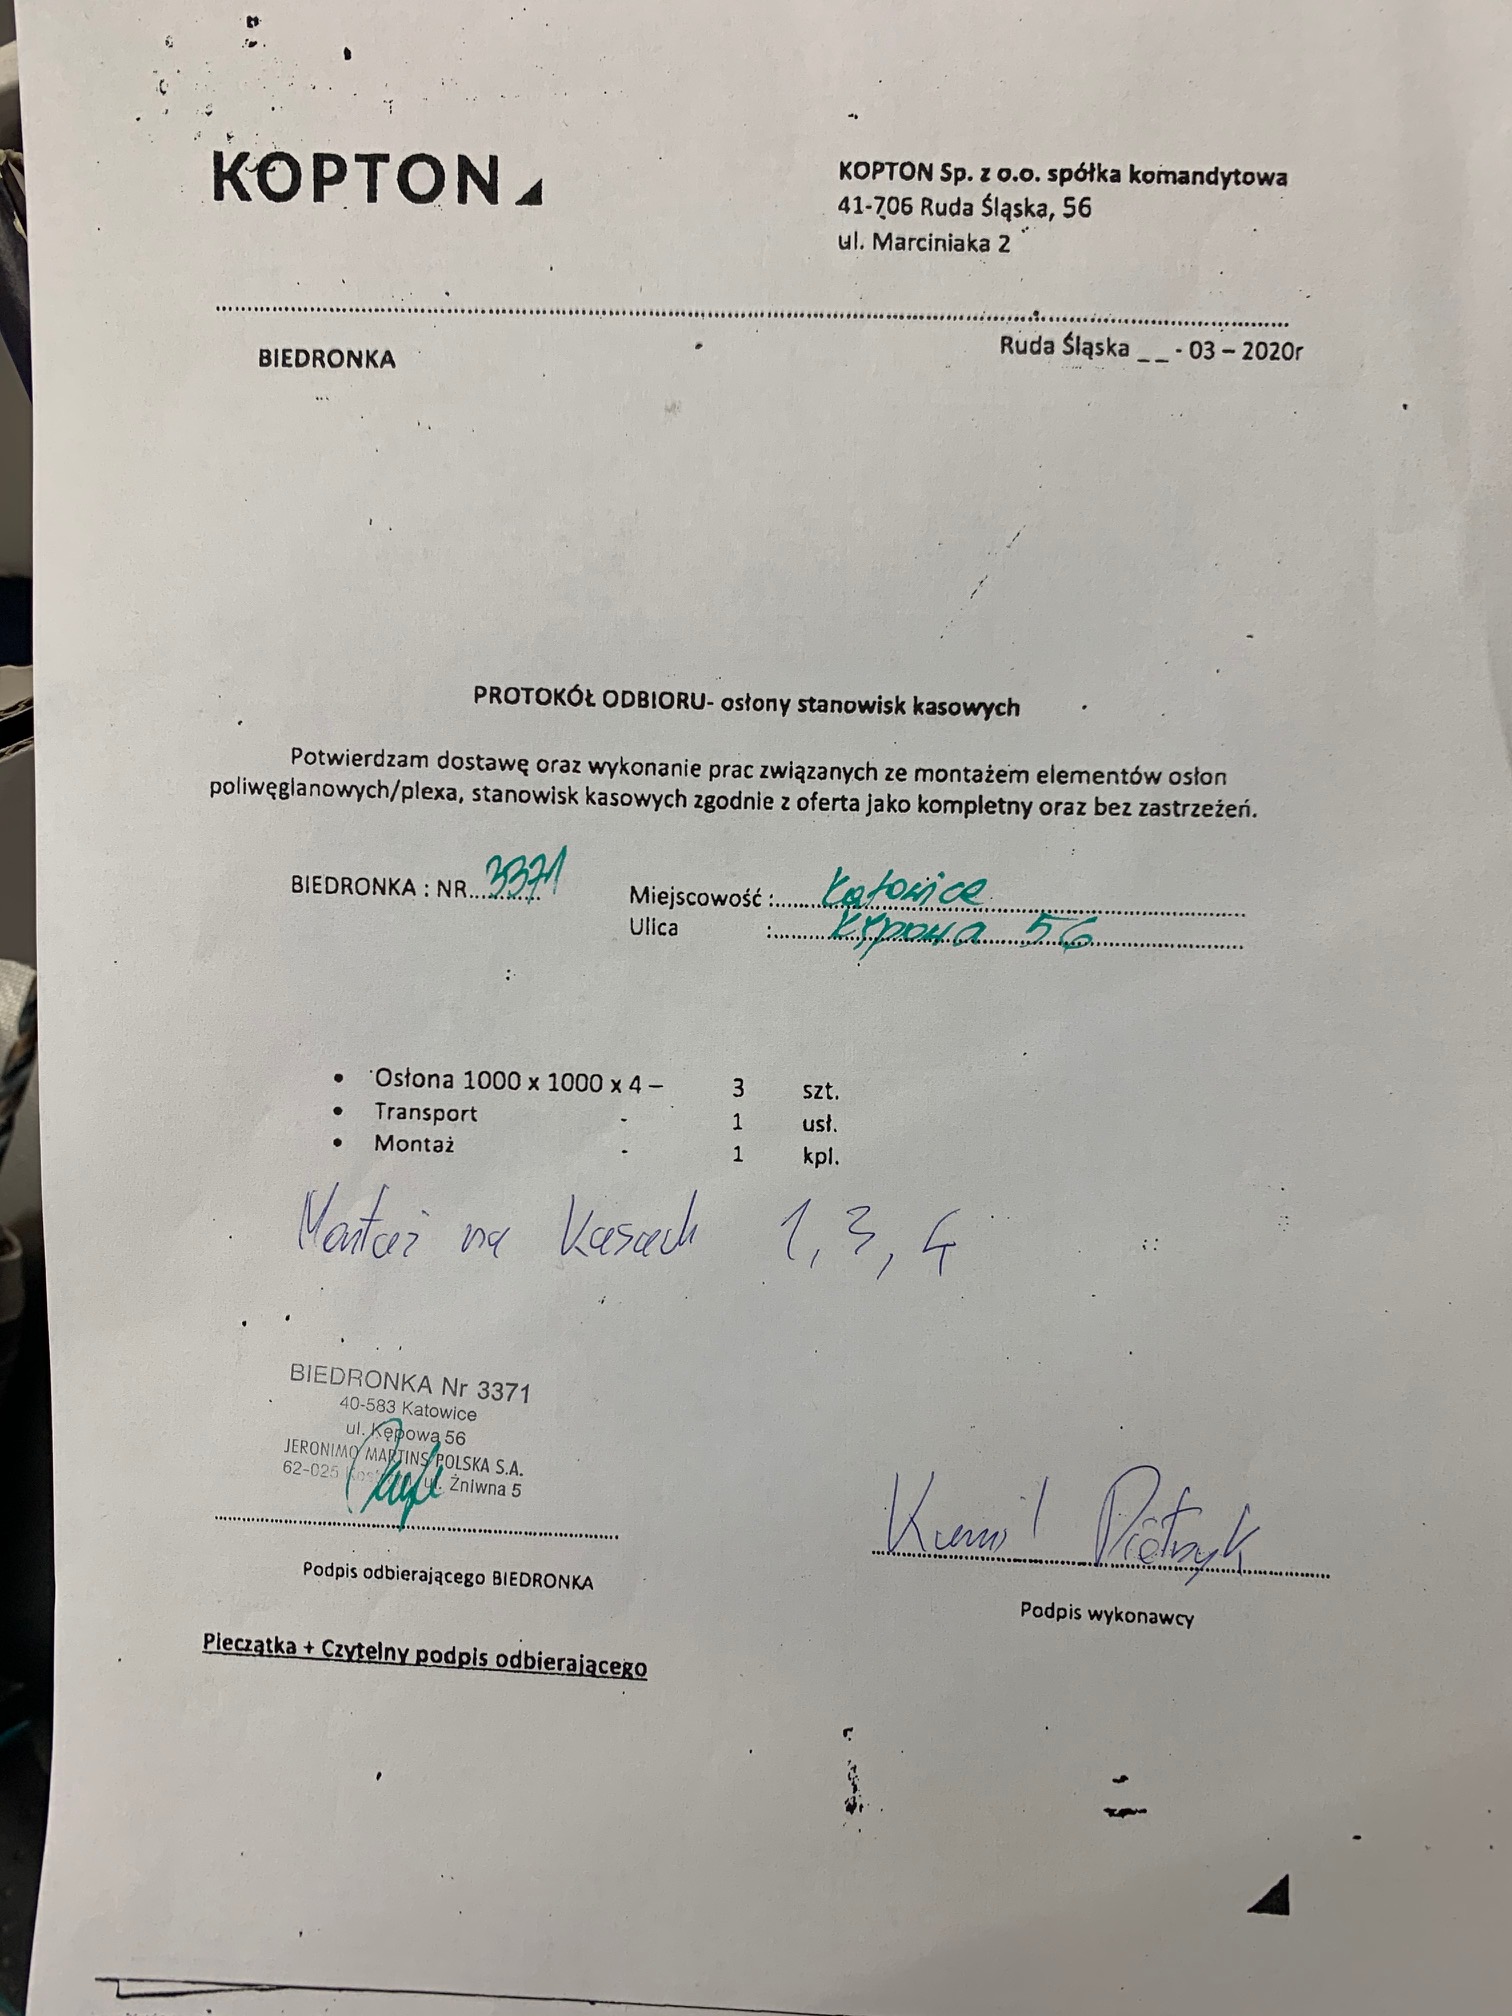 KOPTON
KOPTON Sp. z o.o. spółka komandytowa
41-706 Ruda Śląska, 56
ul. Marciniaka 2
BIEDRONKA
Ruda Śląska _ _ - 03 – 2020r
PROTOKÓŁ ODBIORU- osłony stanowisk kasowych
Potwierdzam dostawę oraz wykonanie prac związanych ze montażem elementów osłon
poliwęglanowych/plexa, stanowisk kasowych zgodnie z oferta jako kompletny oraz bez zastrzeżeń.
BIEDRONKA : NR 3371
Miejscowość : Katowice
Ulica : Kępowa 56
• Osłona 1000 x 1000 x 4 – 3 szt.
• Transport - 1 usł.
• Montaż - 1 kpl.
Montaż na Kasach 1, 3, 4
BIEDRONKA Nr 3371
40-583 Katowice
ul. Kępowa 56
JERONIMO MARTINS POLSKA S.A.
62-025 ul. Żniwna 5
Kamil Pietrzyk
Podpis odbierającego BIEDRONKA
Podpis wykonawcy
Pieczątka + Czytelny podpis odbierającego